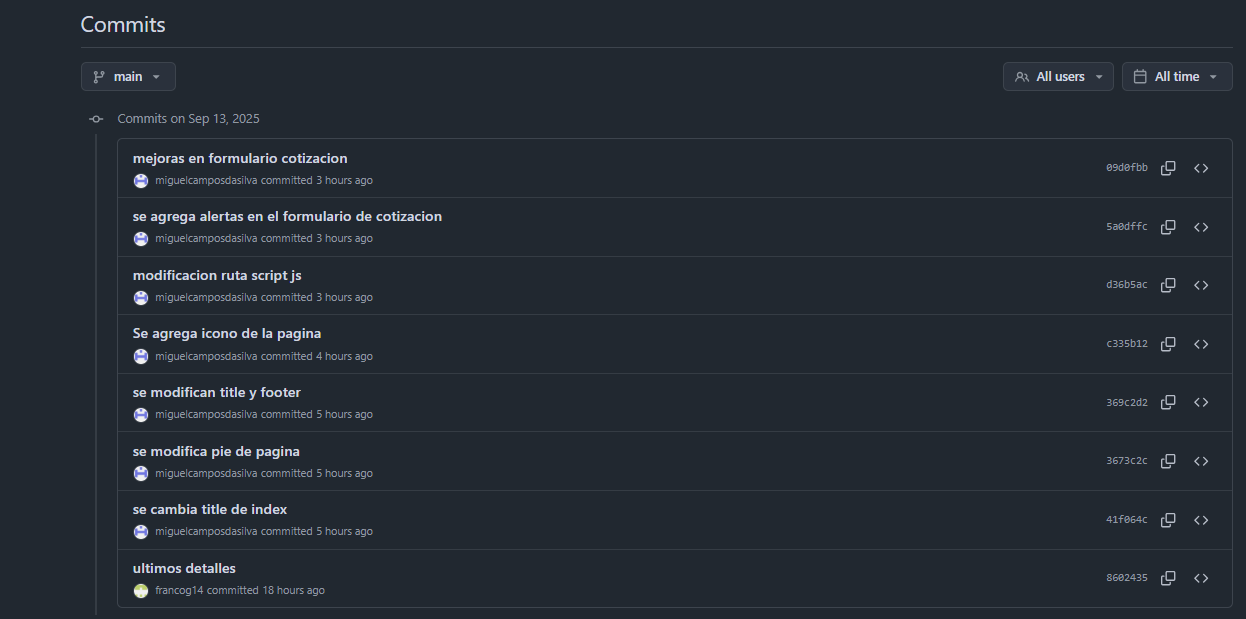 Commits
main
All users
All time
Commits on Sep 13, 2025
mejoras en formulario cotizacion
miguelcamposdasilva committed 3 hours ago
09d0fbb
se agrega alertas en el formulario de cotizacion
miguelcamposdasilva committed 3 hours ago
5a0dffc
modificacion ruta script js
miguelcamposdasilva committed 3 hours ago
d36b5ac
Se agrega icono de la pagina
miguelcamposdasilva committed 4 hours ago
c335b12
se modifican title y footer
miguelcamposdasilva committed 5 hours ago
369c2d2
se modifica pie de pagina
miguelcamposdasilva committed 5 hours ago
3673c2c
se cambia title de index
miguelcamposdasilva committed 5 hours ago
41f064c
ultimos detalles
francog14 committed 18 hours ago
8602435